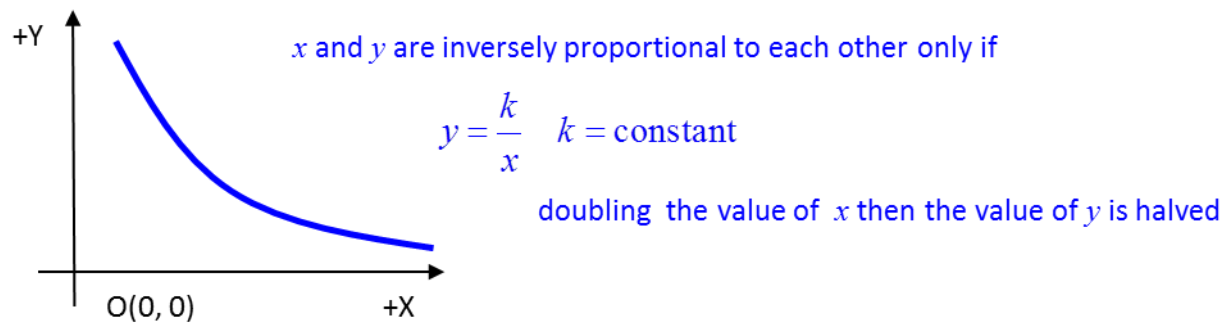 +Y
x and y are inversely proportional to each other only if
y = k/x k = constant
doubling the value of x then the value of y is halved
O(0, 0) +X